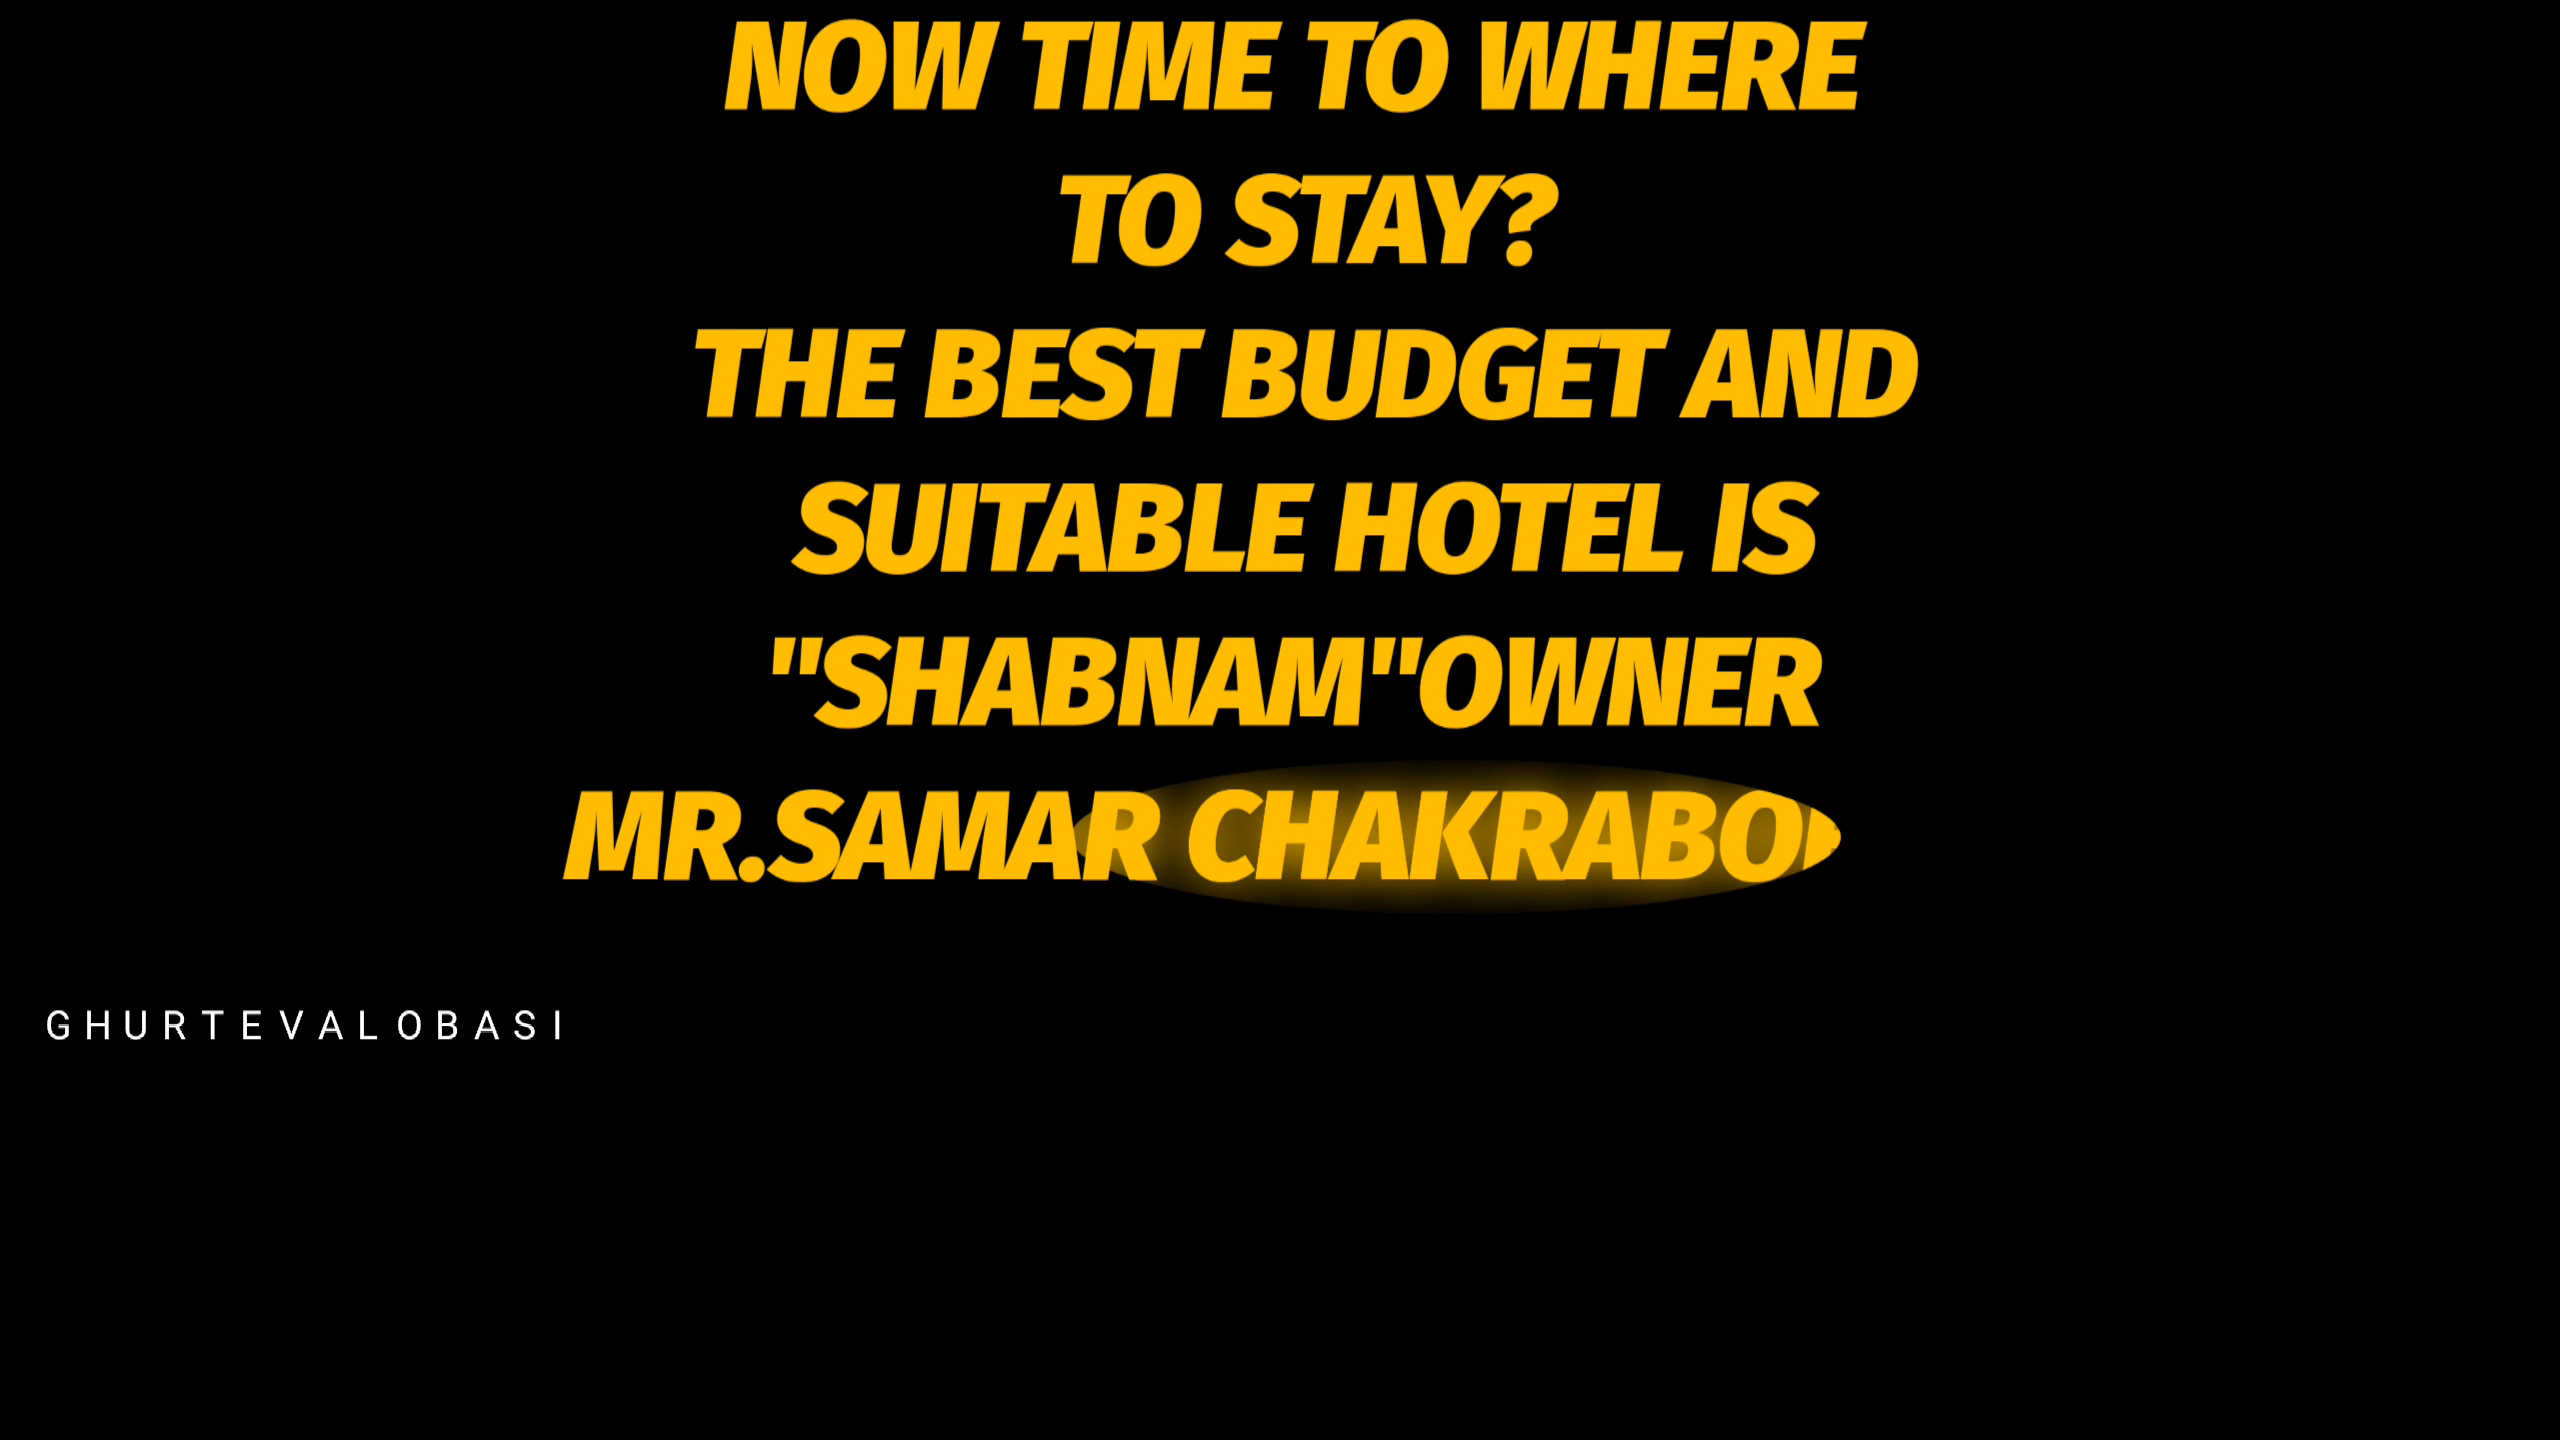 NOW TIME TO WHERE
TO STAY?
THE BEST BUDGET AND
SUITABLE HOTEL IS
"SHABNAM"OWNER
MR.SAMAR
GHURTEVALOBASI